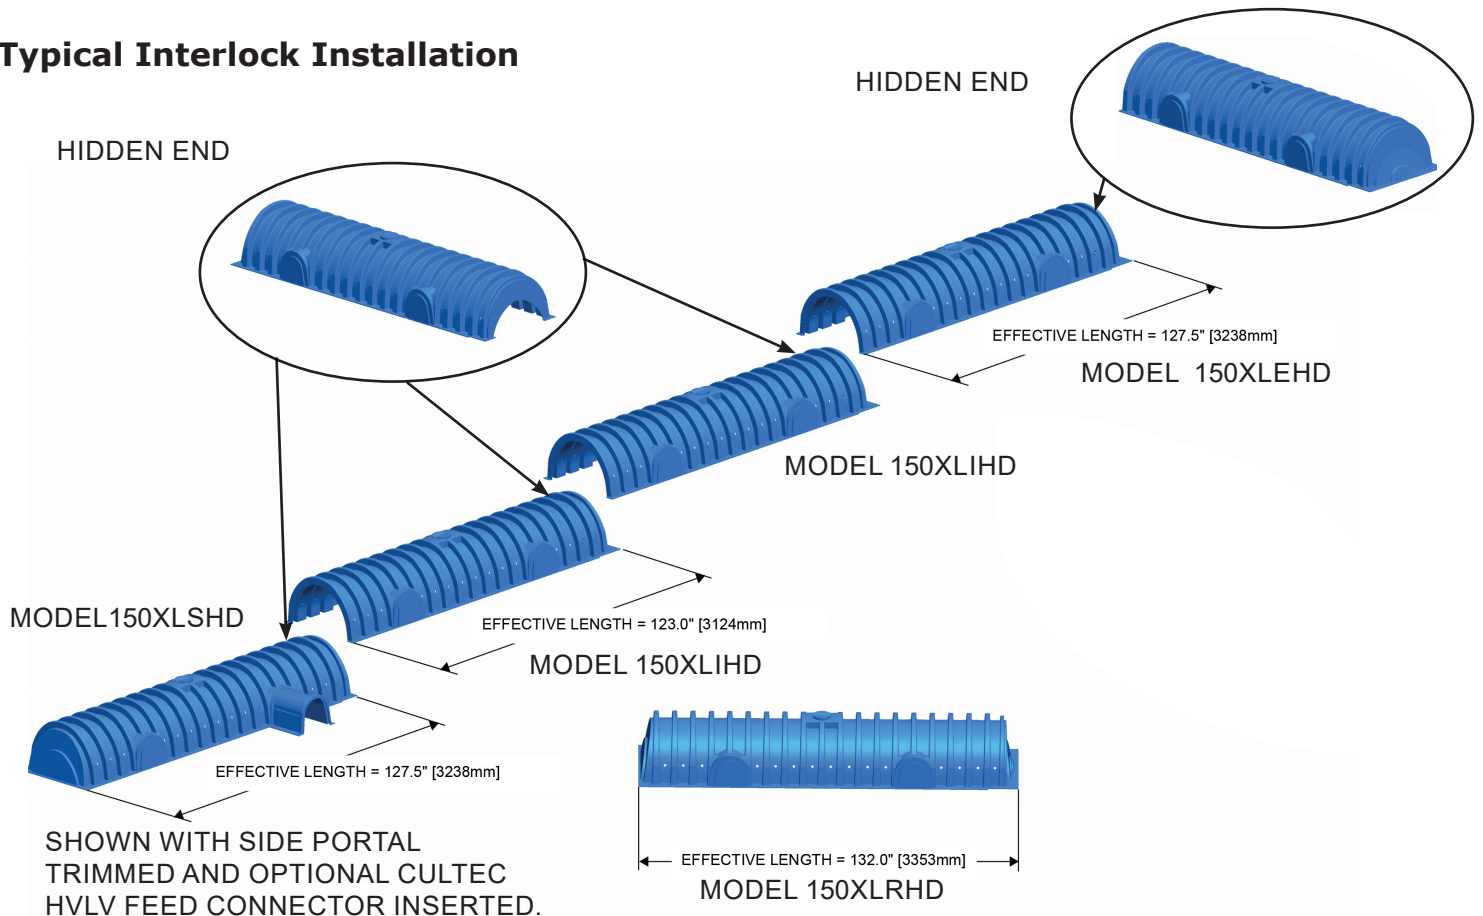 Typical Interlock Installation
HIDDEN END
HIDDEN END
EFFECTIVE LENGTH = 127.5" [3238mm]
MODEL 150XLEHD
MODEL 150XLIHD
MODEL150XLSHD
EFFECTIVE LENGTH = 123.0" [3124mm]
MODEL 150XLIHD
EFFECTIVE LENGTH = 127.5" [3238mm]
SHOWN WITH SIDE PORTAL
TRIMMED AND OPTIONAL CULTEC
HVLV FEED CONNECTOR INSERTED.
EFFECTIVE LENGTH = 132.0" [3353mm]
MODEL 150XLRHD